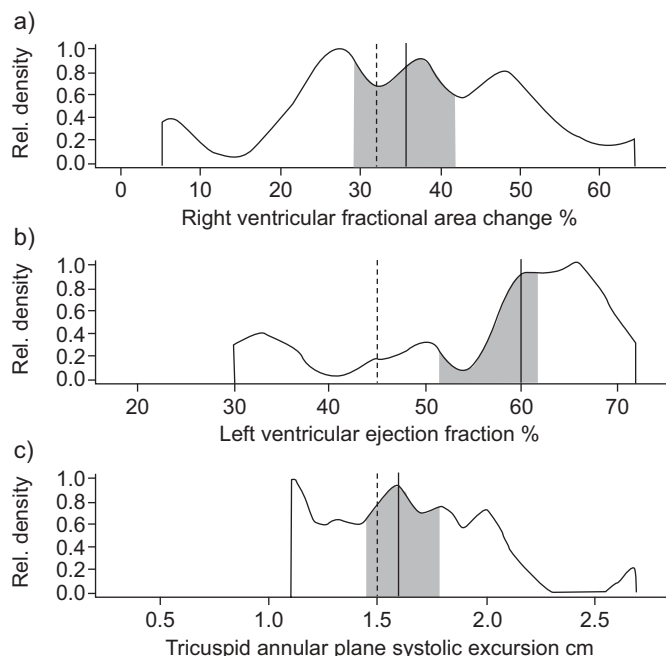 a)
Rel. density
1.0
0.8
0.6
0.4
0.2
0.0
0 10 20 30 40 50 60
Right ventricular fractional area change %
b)
Rel. density
1.0
0.8
0.6
0.4
0.2
0.0
20 30 40 50 60 70
Left ventricular ejection fraction %
c)
Rel. density
1.0
0.8
0.6
0.4
0.2
0.0
0.5 1.0 1.5 2.0 2.5
Tricuspid annular plane systolic excursion cm